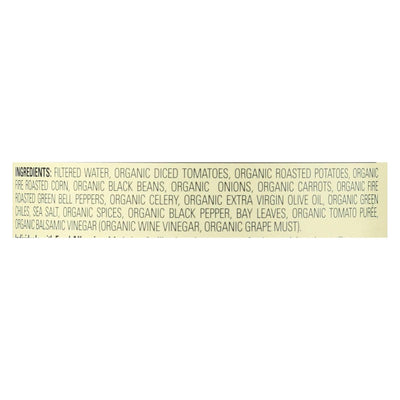 INGREDIENTS: FILTERED WATER, ORGANIC DICED TOMATOES, ORGANIC ROASTED POTATOES, ORGANIC
FIRE ROASTED CORN, ORGANIC BLACK BEANS, ORGANIC ONIONS, ORGANIC CARROTS, ORGANIC FIRE
ROASTED GREEN BELL PEPPERS, ORGANIC CELERY, ORGANIC EXTRA VIRGIN OLIVE OIL, ORGANIC GREEN
CHILES, SEA SALT, ORGANIC SPICES, ORGANIC BLACK PEPPER, BAY LEAVES, ORGANIC TOMATO PURÉE,
ORGANIC BALSAMIC VINEGAR (ORGANIC WINE VINEGAR, ORGANIC GRAPE MUST).